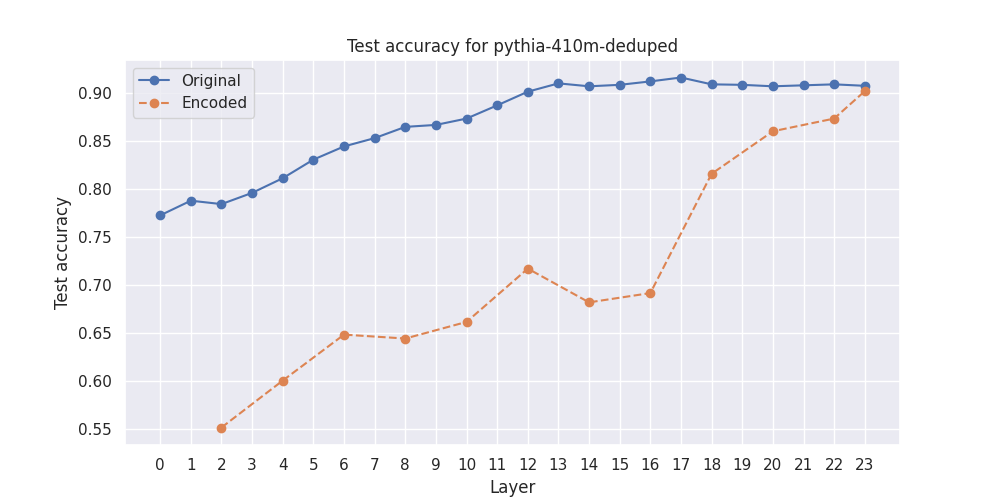 Test accuracy for pythia-410m-deduped
Original
Encoded
0.90
0.85
0.80
0.75
0.70
0.65
0.60
0.55
Test accuracy
0 1 2 3 4 5 6 7 8 9 10 11 12 13 14 15 16 17 18 19 20 21 22 23
Layer